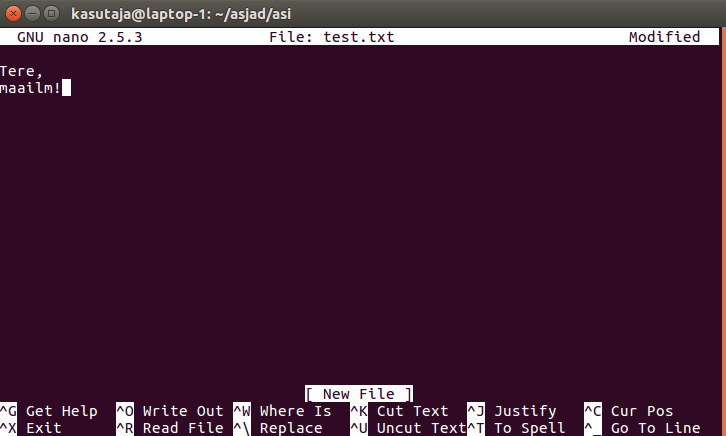 kasutaja@laptop-1: ~/asjad/asi
GNU nano 2.5.3 File: test.txt Modified
Tere,
maailm!
[ New File ]
^G Get Help ^O Write Out ^W Where Is ^K Cut Text ^J Justify ^C Cur Pos
^X Exit ^R Read File ^\ Replace ^U Uncut Text ^T To Spell ^_ Go To Line